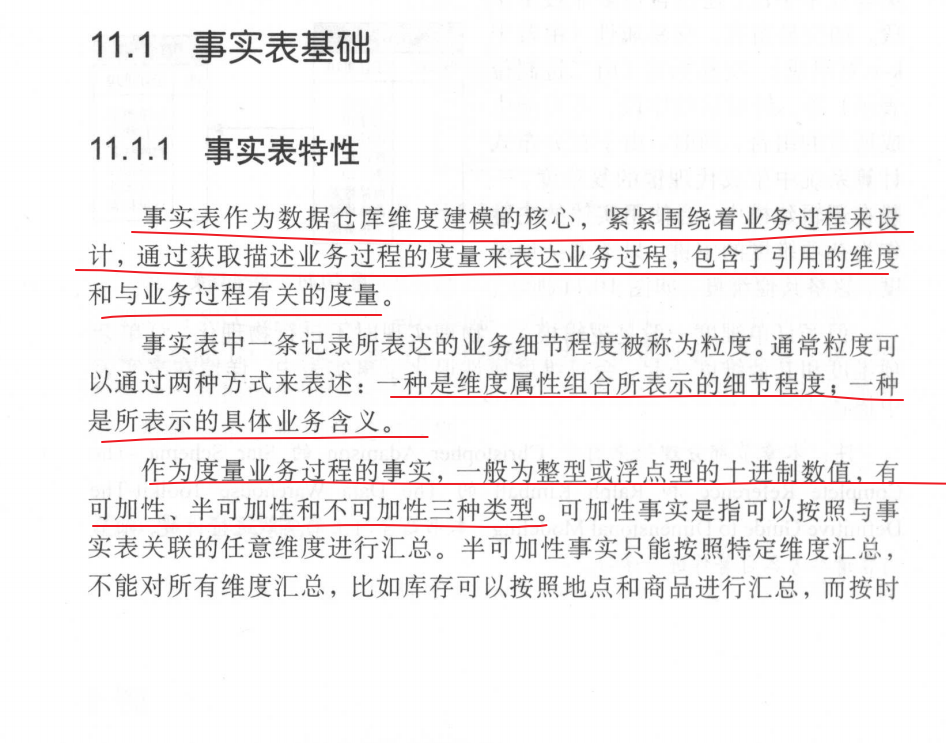 11.1 事实表基础
11.1.1 事实表特性
事实表作为数据仓库维度建模的核心，紧紧围绕着业务过程来设
计，通过获取描述业务过程的度量来表达业务过程，包含了引用的维度
和与业务过程有关的度量。
事实表中一条记录所表达的业务细节程度被称为粒度。通常粒度可
以通过两种方式来表述：一种是维度属性组合所表示的细节程度；一种
是所表示的具体业务含义。
作为度量业务过程的事实，一般为整型或浮点型的十进制数值，有
可加性、半可加性和不可加性三种类型。可加性事实是指可以按照与事
实表关联的任意维度进行汇总。半可加性事实只能按照特定维度汇总，
不能对所有维度汇总，比如库存可以按照地点和商品进行汇总，而按时